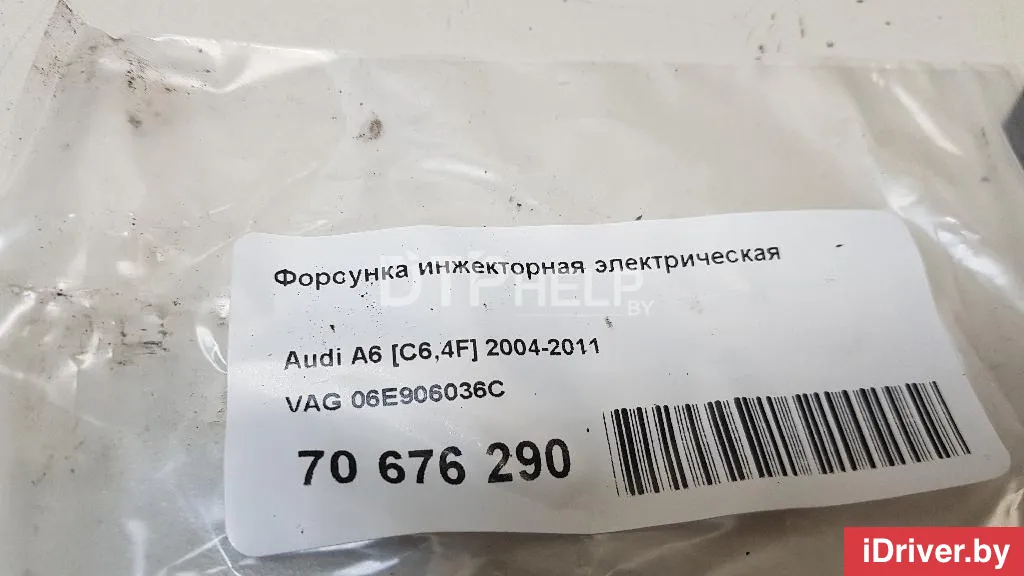 Форсунка инжекторная электрическая
DTPHELP.BY
Audi A6 [C6,4F] 2004-2011
VAG 06E906036C
70 676 290
iDriver.by